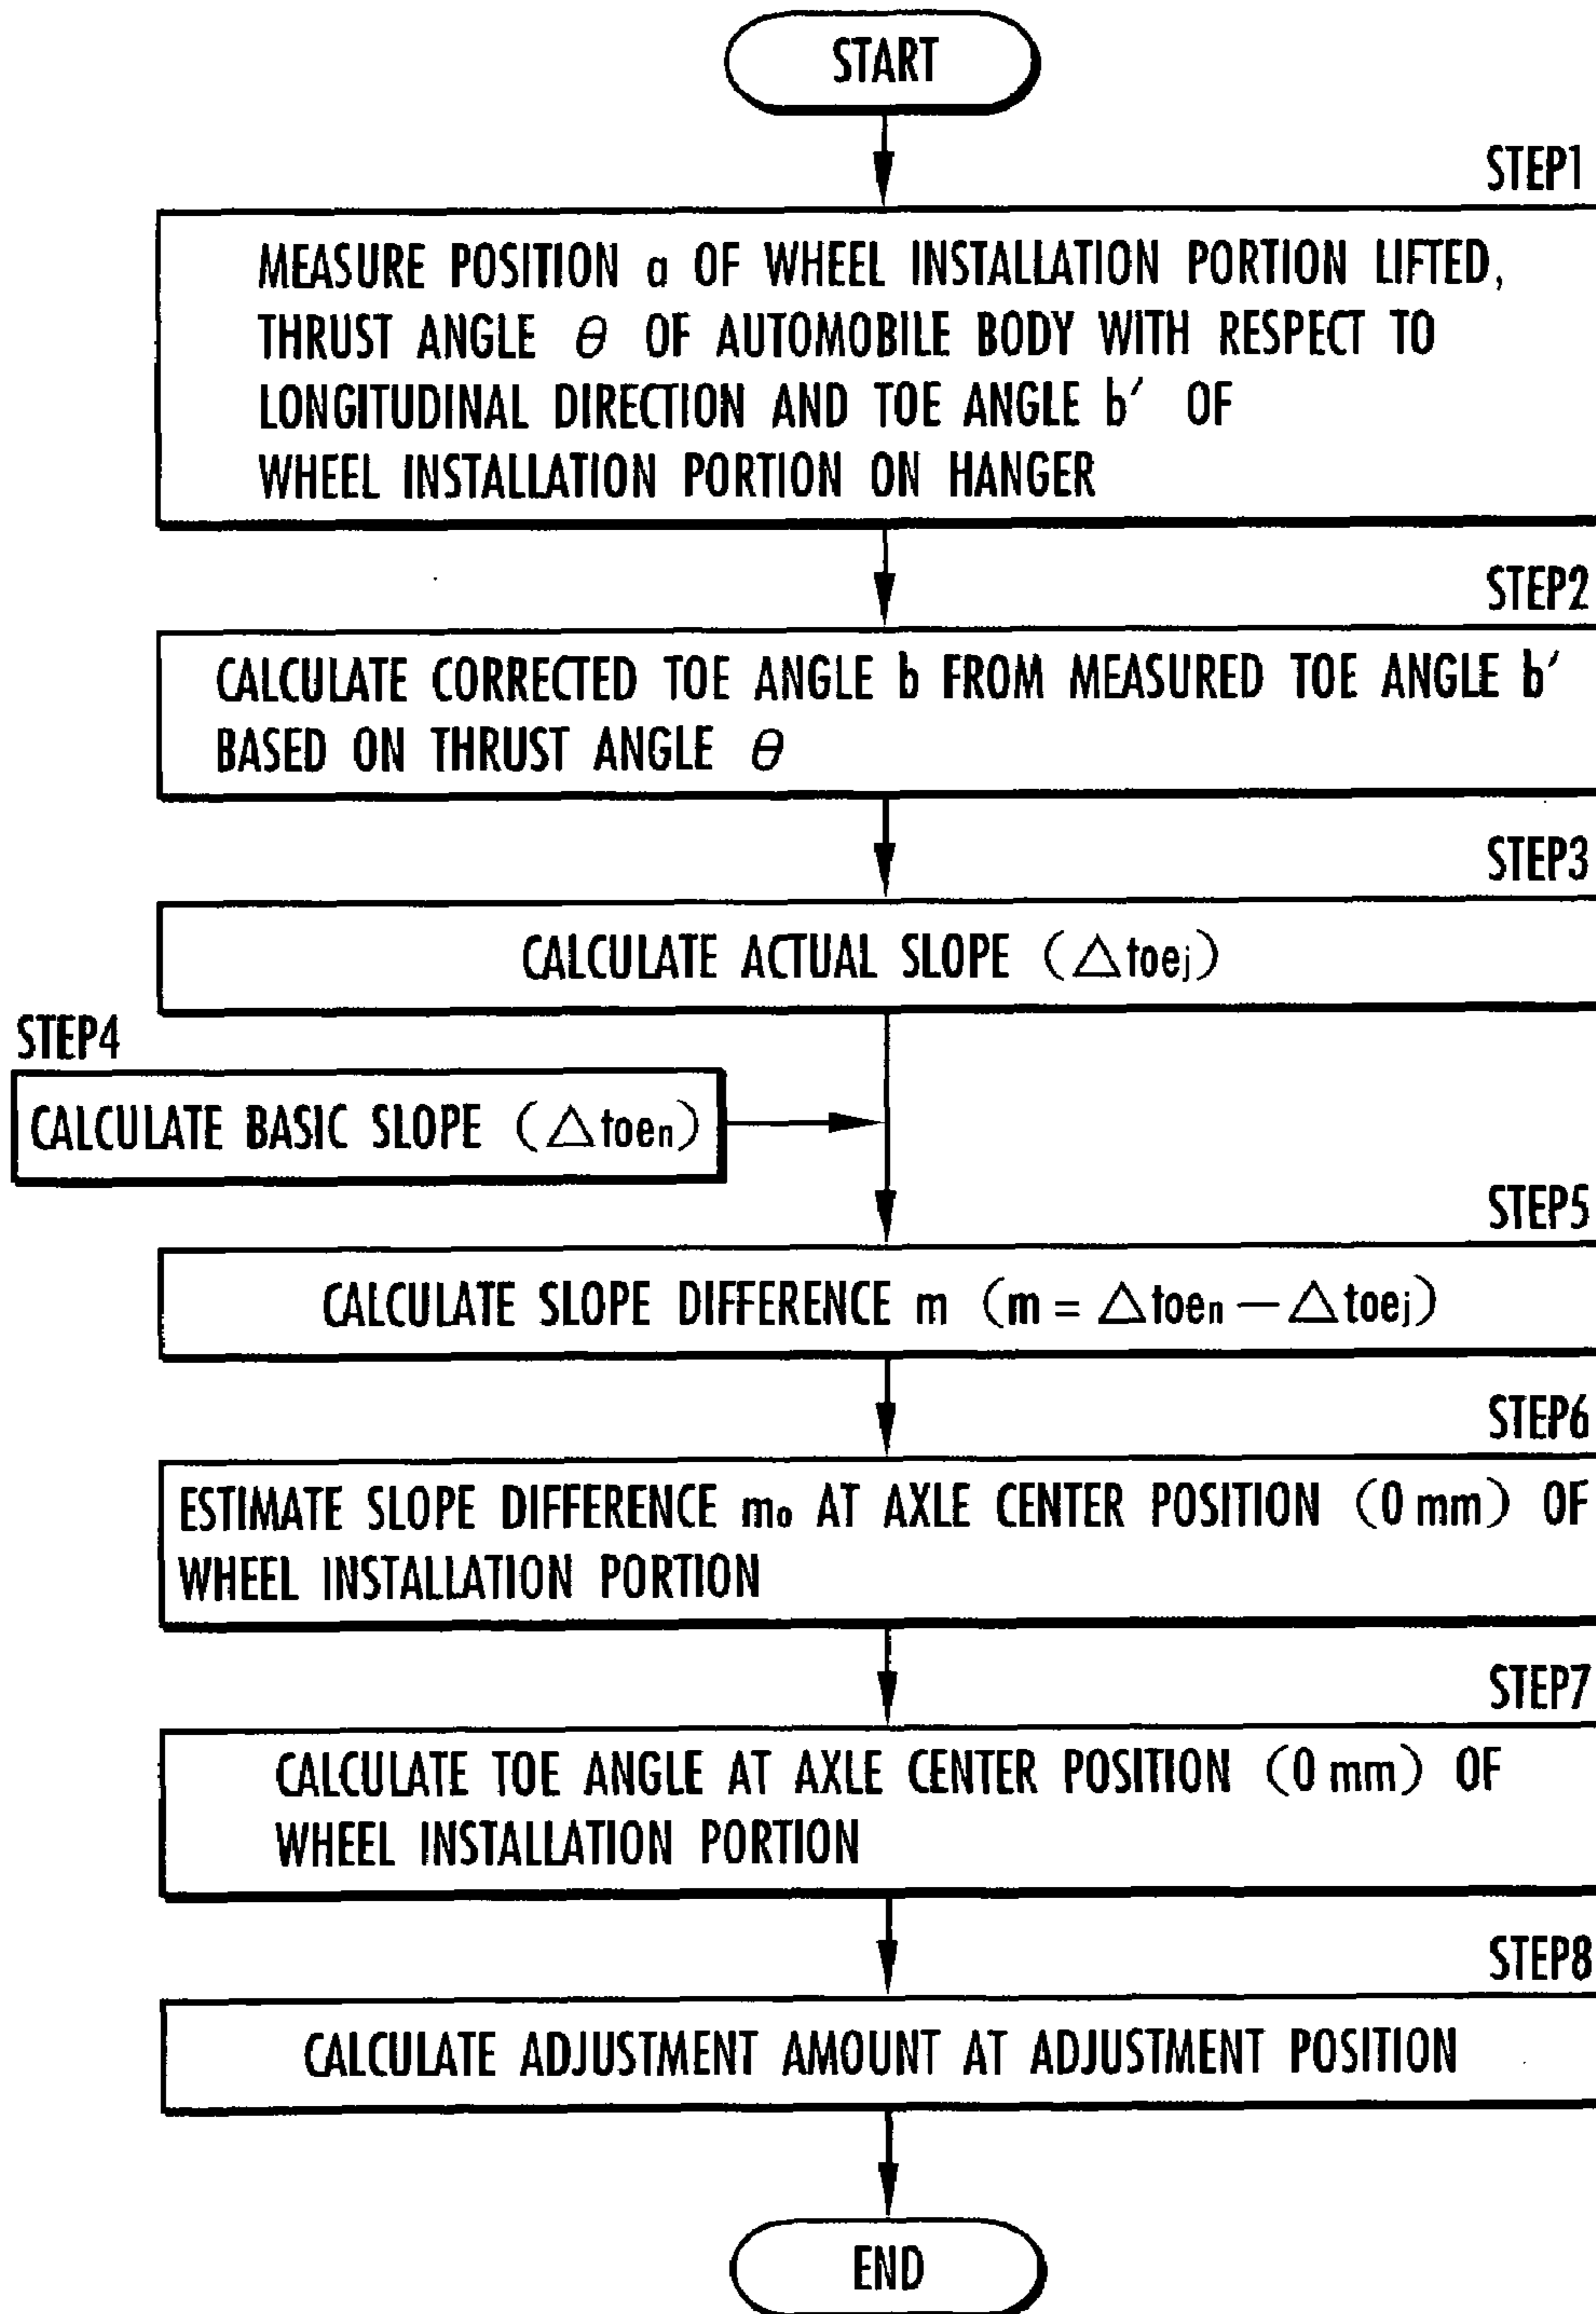 START
STEP1
MEASURE POSITION a OF WHEEL INSTALLATION PORTION LIFTED,
THRUST ANGLE θ OF AUTOMOBILE BODY WITH RESPECT TO
LONGITUDINAL DIRECTION AND TOE ANGLE b′ OF
WHEEL INSTALLATION PORTION ON HANGER
STEP2
CALCULATE CORRECTED TOE ANGLE b FROM MEASURED TOE ANGLE b′
BASED ON THRUST ANGLE θ
STEP3
CALCULATE ACTUAL SLOPE (△toej)
STEP4
CALCULATE BASIC SLOPE (△toen)
STEP5
CALCULATE SLOPE DIFFERENCE m (m = △toen − △toej)
STEP6
ESTIMATE SLOPE DIFFERENCE m₀ AT AXLE CENTER POSITION (0 mm) OF
WHEEL INSTALLATION PORTION
STEP7
CALCULATE TOE ANGLE AT AXLE CENTER POSITION (0 mm) OF
WHEEL INSTALLATION PORTION
STEP8
CALCULATE ADJUSTMENT AMOUNT AT ADJUSTMENT POSITION
END